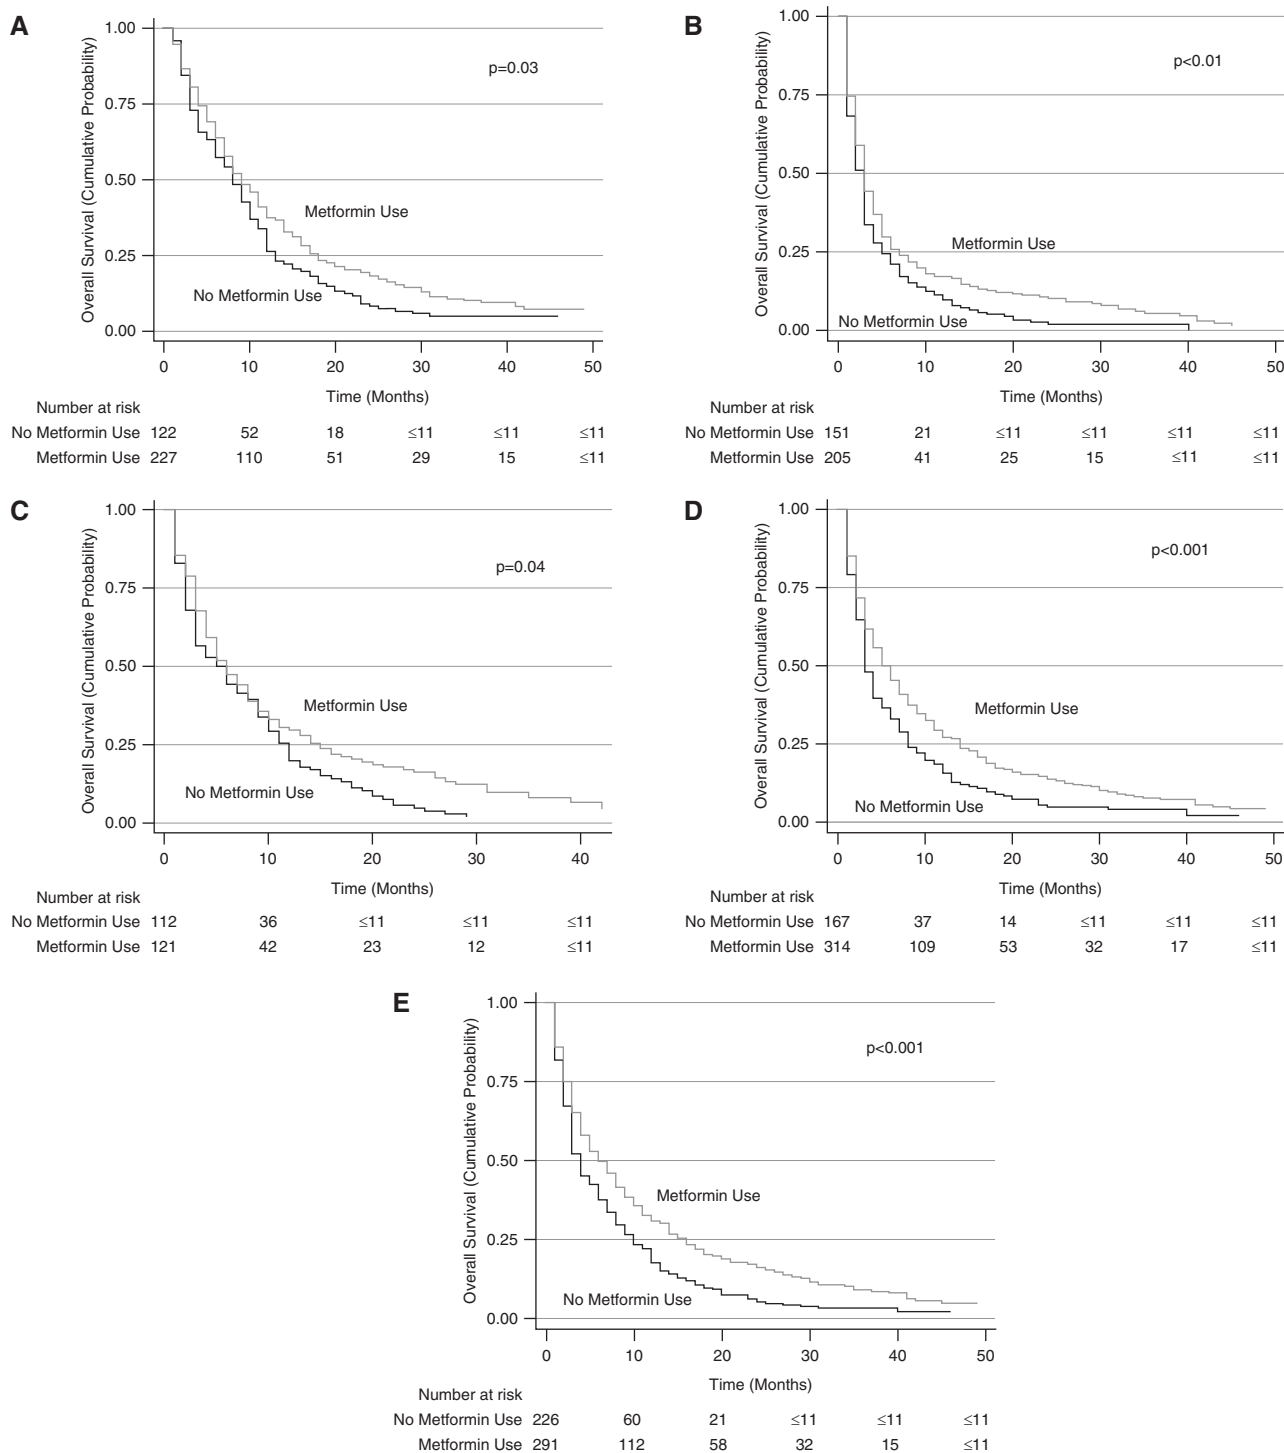 A
Overall Survival (Cumulative Probability)
1.00
0.75
0.50
0.25
0.00
p=0.03
Metformin Use
No Metformin Use
0 10 20 30 40 50
Time (Months)
Number at risk
No Metformin Use 122 52 18 ≤11 ≤11 ≤11
Metformin Use 227 110 51 29 15 ≤11
B
Overall Survival (Cumulative Probability)
1.00
0.75
0.50
0.25
0.00
p<0.01
Metformin Use
No Metformin Use
0 10 20 30 40 50
Time (Months)
Number at risk
No Metformin Use 151 21 ≤11 ≤11 ≤11 ≤11
Metformin Use 205 41 25 15 ≤11 ≤11
C
Overall Survival (Cumulative Probability)
1.00
0.75
0.50
0.25
0.00
p=0.04
Metformin Use
No Metformin Use
0 10 20 30 40
Time (Months)
Number at risk
No Metformin Use 112 36 ≤11 ≤11 ≤11
Metformin Use 121 42 23 12 ≤11
D
Overall Survival (Cumulative Probability)
1.00
0.75
0.50
0.25
0.00
p<0.001
Metformin Use
No Metformin Use
0 10 20 30 40 50
Time (Months)
Number at risk
No Metformin Use 167 37 14 ≤11 ≤11 ≤11
Metformin Use 314 109 53 32 17 ≤11
E
Overall Survival (Cumulative Probability)
1.00
0.75
0.50
0.25
0.00
p<0.001
Metformin Use
No Metformin Use
0 10 20 30 40 50
Time (Months)
Number at risk
No Metformin Use 226 60 21 ≤11 ≤11 ≤11
Metformin Use 291 112 58 32 15 ≤11